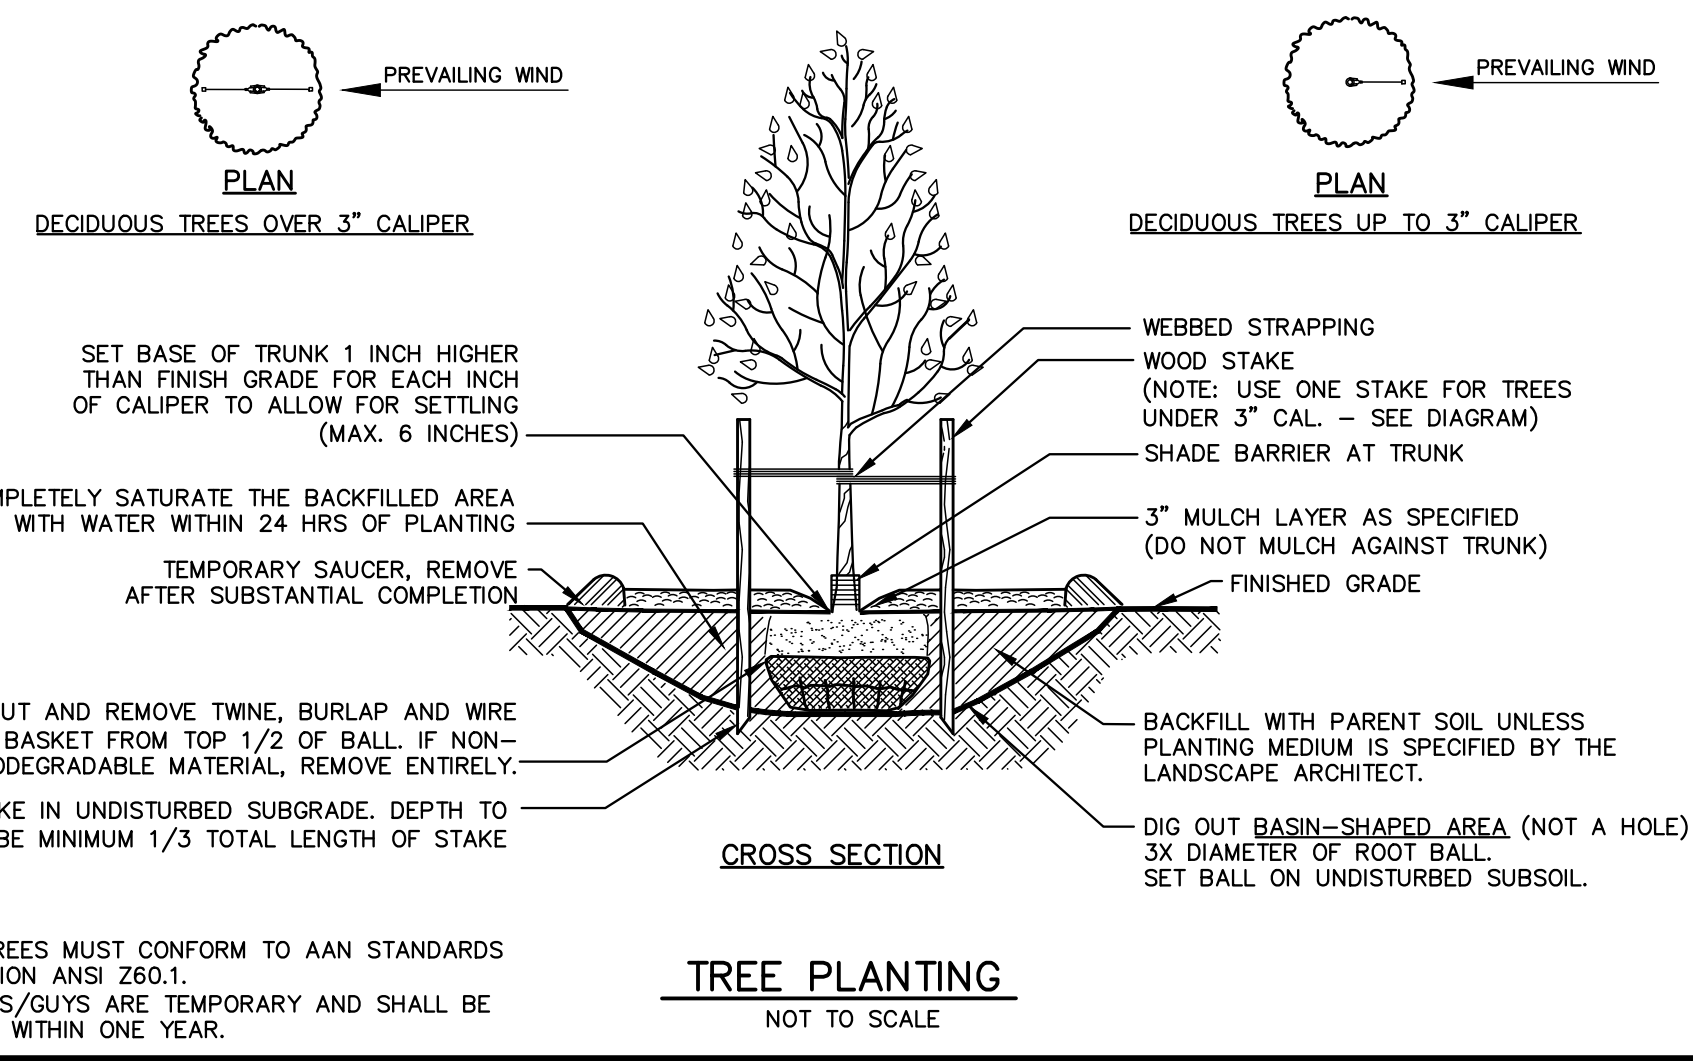 PREVAILING WIND
PLAN
DECIDUOUS TREES OVER 3" CALIPER
PREVAILING WIND
PLAN
DECIDUOUS TREES UP TO 3" CALIPER
SET BASE OF TRUNK 1 INCH HIGHER
THAN FINISH GRADE FOR EACH INCH
OF CALIPER TO ALLOW FOR SETTLING
(MAX. 6 INCHES)
MPLETELY SATURATE THE BACKFILLED AREA
WITH WATER WITHIN 24 HRS OF PLANTING
TEMPORARY SAUCER, REMOVE
AFTER SUBSTANTIAL COMPLETION
UT AND REMOVE TWINE, BURLAP AND WIRE
BASKET FROM TOP 1/2 OF BALL. IF NON-
ODEGRADABLE MATERIAL, REMOVE ENTIRELY.
KE IN UNDISTURBED SUBGRADE. DEPTH TO
BE MINIMUM 1/3 TOTAL LENGTH OF STAKE
WEBBED STRAPPING
WOOD STAKE
(NOTE: USE ONE STAKE FOR TREES
UNDER 3" CAL. - SEE DIAGRAM)
SHADE BARRIER AT TRUNK
3" MULCH LAYER AS SPECIFIED
(DO NOT MULCH AGAINST TRUNK)
FINISHED GRADE
BACKFILL WITH PARENT SOIL UNLESS
PLANTING MEDIUM IS SPECIFIED BY THE
LANDSCAPE ARCHITECT.
DIG OUT BASIN-SHAPED AREA (NOT A HOLE)
3X DIAMETER OF ROOT BALL.
SET BALL ON UNDISTURBED SUBSOIL.
CROSS SECTION
REES MUST CONFORM TO AAN STANDARDS
ION ANSI Z60.1.
S/GUYS ARE TEMPORARY AND SHALL BE
WITHIN ONE YEAR.
TREE PLANTING
NOT TO SCALE